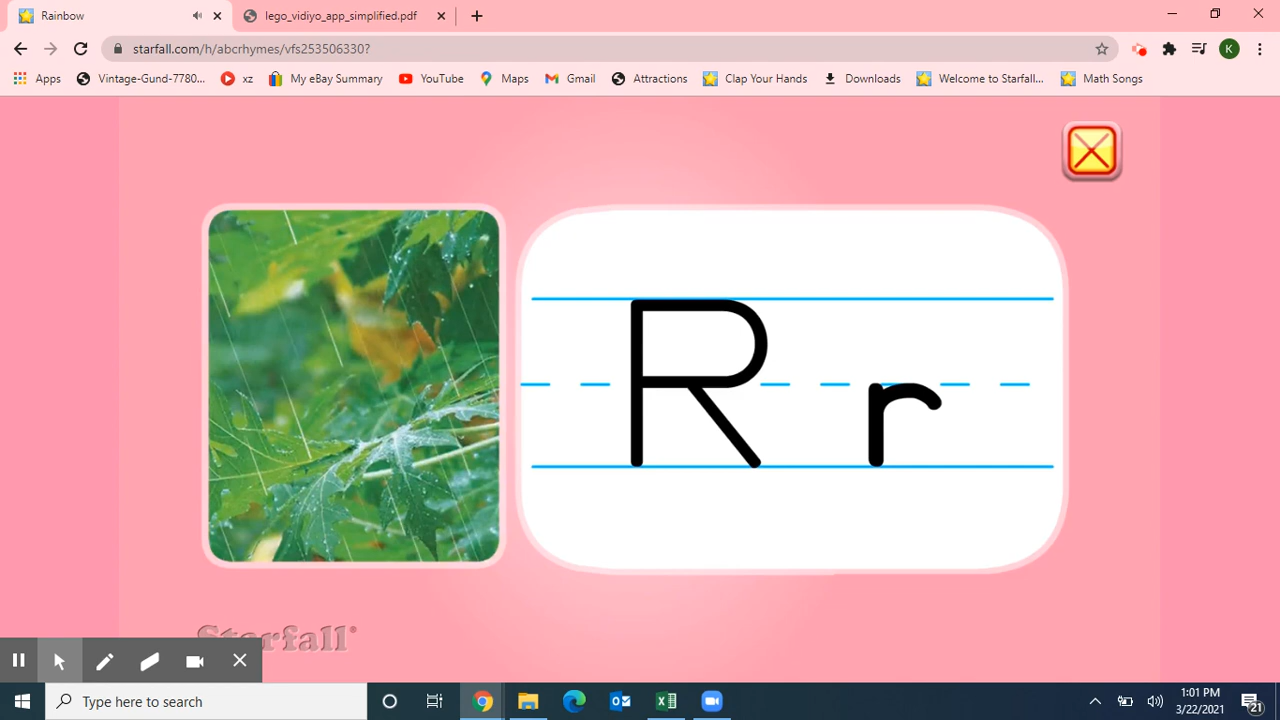 Rainbow
lego_vidiyo_app_simplified.pdf
starfall.com/h/abcrhymes/vfs253506330?
K
Apps
Vintage-Gund-7780...
xz
My eBay Summary
YouTube
Maps
Gmail
Attractions
Clap Your Hands
Downloads
Welcome to Starfall...
Math Songs
R r
Starfall®
Type here to search
1:01 PM
3/22/2021
21